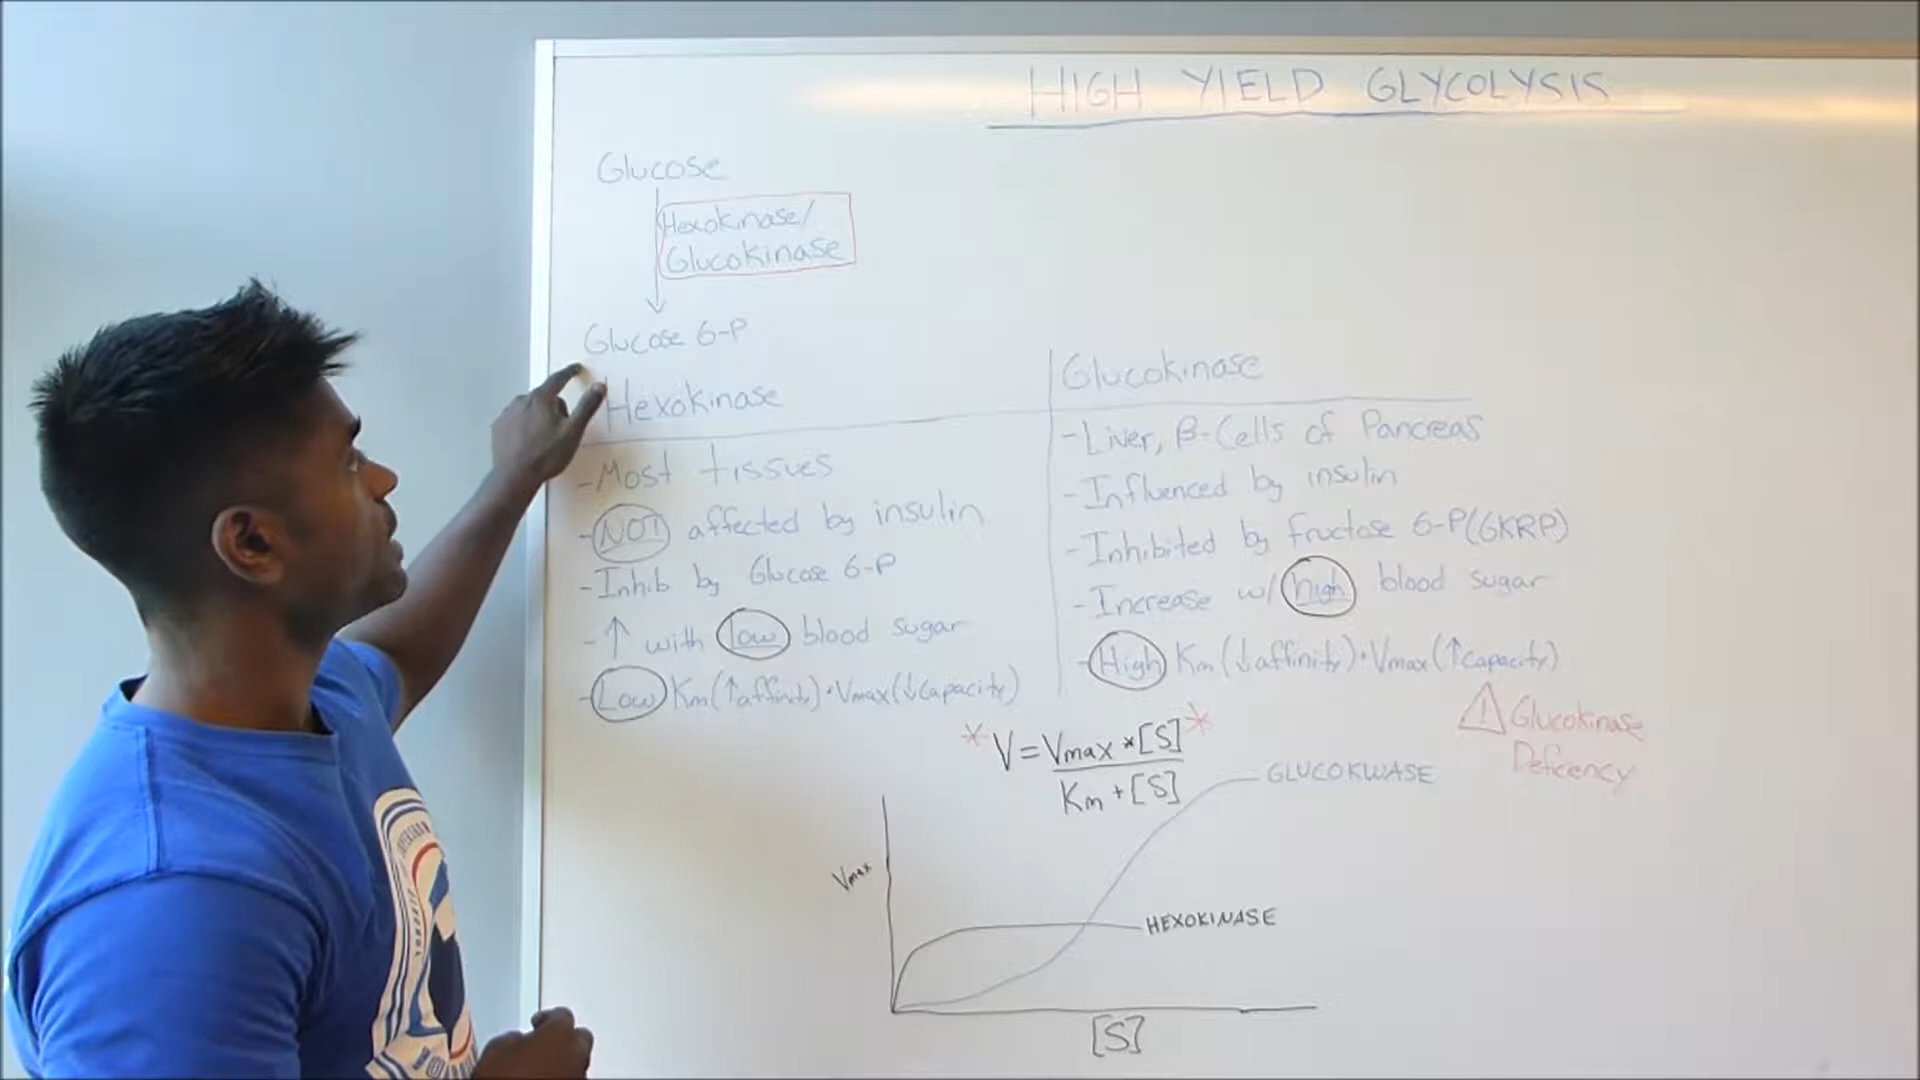 HIGH YIELD GLYCOLYSIS
Glucose
Hexokinase/
Glucokinase
Glucose 6-P
Hexokinase
-Most tissues
-NOT affected by insulin
-Inhib by Glucose 6-P
-↑ with low blood sugar
-Low Km(↑affinity)·Vmax(↓capacity)
Glucokinase
-Liver, β-Cells of Pancreas
-Influenced by insulin
-Inhibited by fructose 6-P(GKRP)
-Increase w/ high blood sugar
-High Km(↓affinity)·Vmax(↑capacity)
⚠ Glucokinase
Deficiency
* V = Vmax * [S] *
Km + [S]
GLUCOKINASE
Vmax
HEXOKINASE
[S]